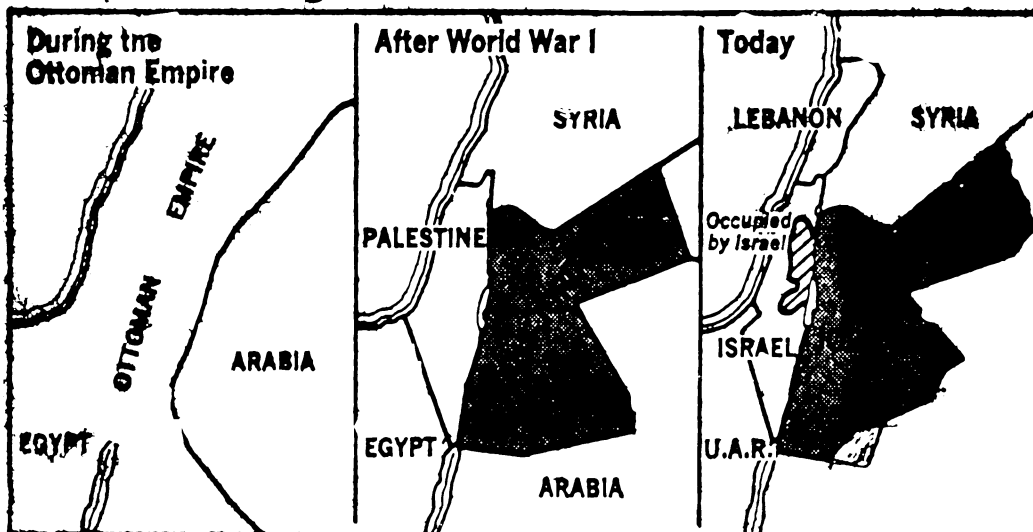 During the
Ottoman Empire
EMPIRE
OTTOMAN
ARABIA
EGYPT
After World War I
SYRIA
PALESTINE
EGYPT
ARABIA
Today
LEBANON
SYRIA
Occupied
by Israel
ISRAEL
U.A.R.